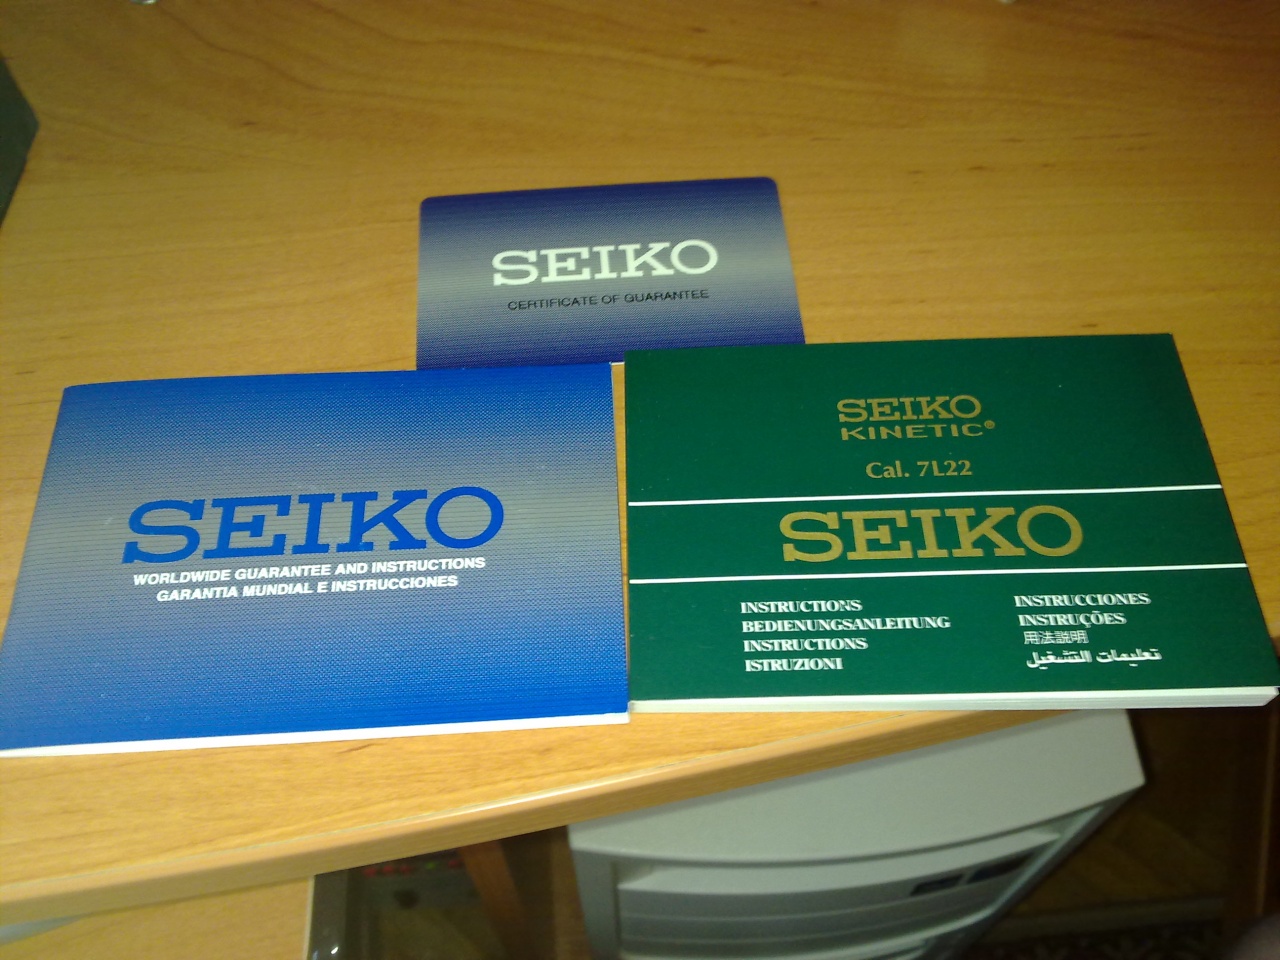 SEIKO
CERTIFICATE OF GUARANTEE
SEIKO
WORLDWIDE GUARANTEE AND INSTRUCTIONS
GARANTIA MUNDIAL E INSTRUCCIONES
SEIKO
KINETIC®
Cal. 7L22
SEIKO
INSTRUCTIONS
BEDIENUNGSANLEITUNG
INSTRUCTIONS
ISTRUZIONI
INSTRUCCIONES
INSTRUÇÕES
用法説明
تعليمات التشغيل